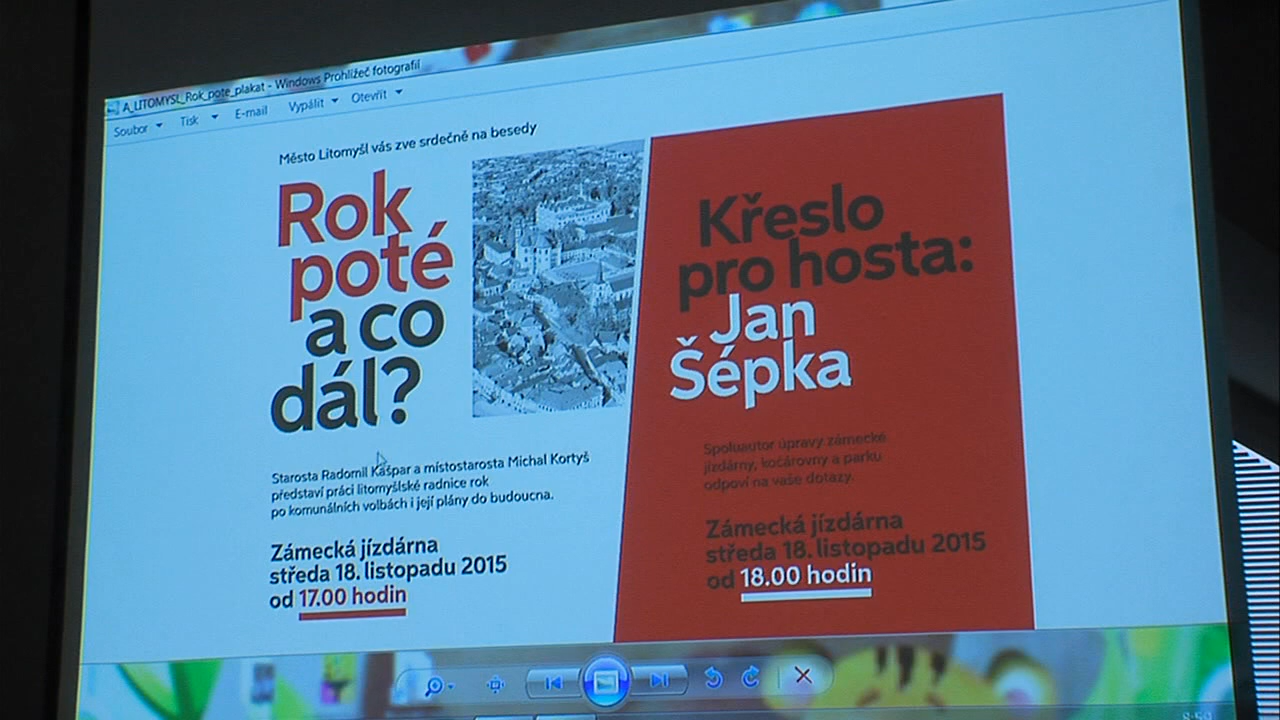 A_LITOMYSL_Rok_pote_plakat - Windows Prohlížeč fotografií
Soubor Tisk E-mail Vypálit Otevřít
Město Litomyšl vás zve srdečně na besedy
Rok
poté
a co
dál?
Starosta Radomil Kašpar a místostarosta Michal Kortyš
představí práci litomyšlské radnice rok
po komunálních volbách i její plány do budoucna.
Zámecká jízdárna
středa 18. listopadu 2015
od 17.00 hodin
Křeslo
pro hosta:
Jan
Šépka
Spoluautor úpravy zámecké
jízdárny, kočárovny a parku
odpoví na vaše dotazy.
Zámecká jízdárna
středa 18. listopadu 2015
od 18.00 hodin